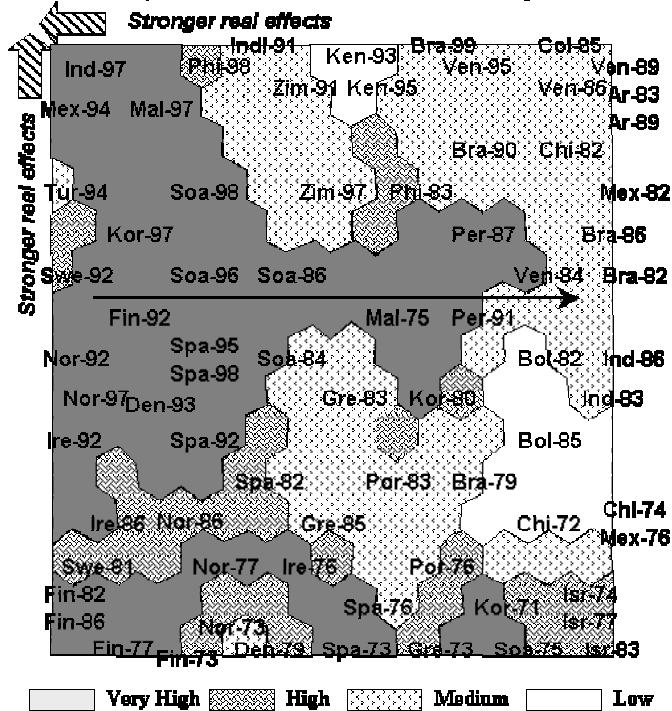 Stronger real effects
Stronger real effects
Indl-91 Bra-99 Col-85
Ken-93
Ind-97 Phi-98 Ven-95 Ven-89
Zim-91 Ken-95 Ven-86 Ar-83
Mex-94 Mal-97
Ar-89
Bra-90 Chi-82
Tur-94 Soa-98 Zim-97 Phi-83 Mex-82
Kor-97 Per-87 Bra-86
Swe-92 Soa-96 Soa-86 Ven-84 Bra-82
Fin-92 Mal-75 Per-91
Spa-95
Nor-92 Soa-84 Bol-82 Ind-86
Spa-98
Nor-97 Den-93 Gre-83 Kor-80 Ind-83
Ire-92 Spa-92 Bol-85
Spa-82 Por-83 Bra-79
Chi-74
Ire-86 Nor-86 Gre-85 Chi-72
Mex-76
Swe-81 Nor-77 Ire-76 Por-76
Fin-82 Isr-74
Spa-76 Kor-71
Fin-86 Isr-77
Nor-73
Fin-77 Den-73 Spa-73 Gre-73 Soa-75 Isr-83
Fin-73
Very High High Medium Low